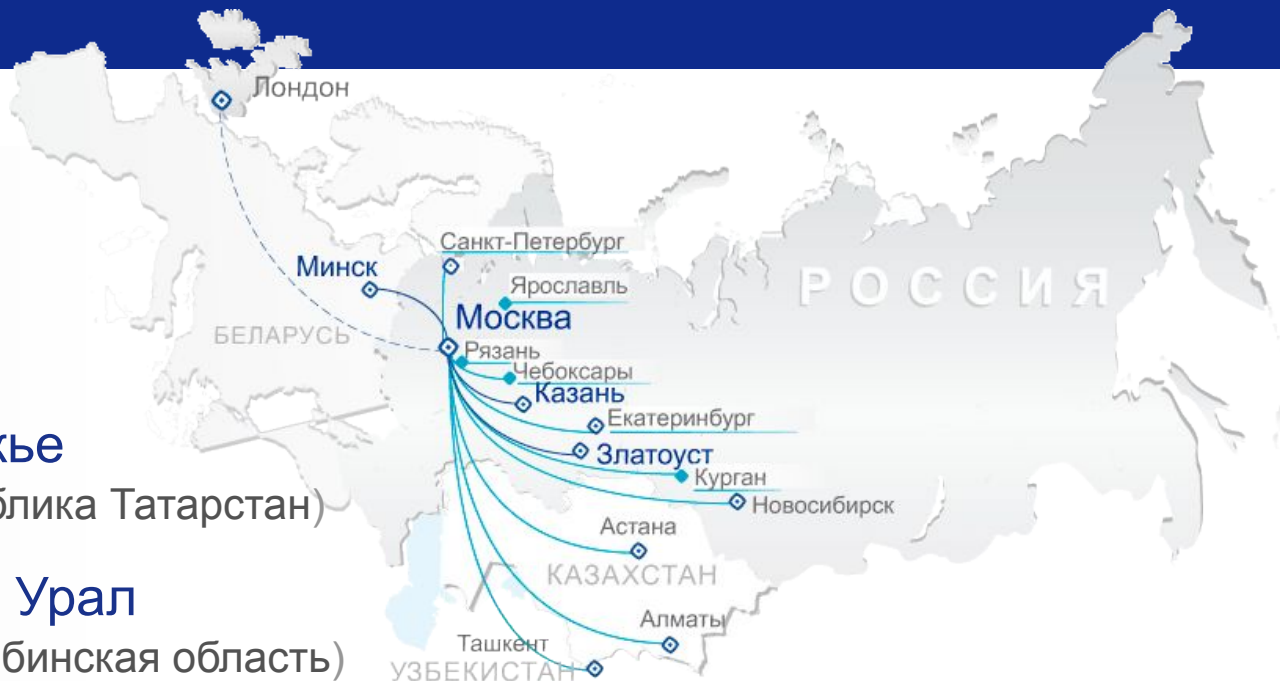 Лондон
Санкт-Петербург
Минск
Ярославль
РОССИЯ
Москва
БЕЛАРУСЬ
Рязань
Чебоксары
Казань
Екатеринбург
жье
Златоуст
Курган
блика Татарстан)
Новосибирск
Астана
КАЗАХСТАН
Урал
Алматы
Ташкент
бинская область)
УЗБЕКИСТАН